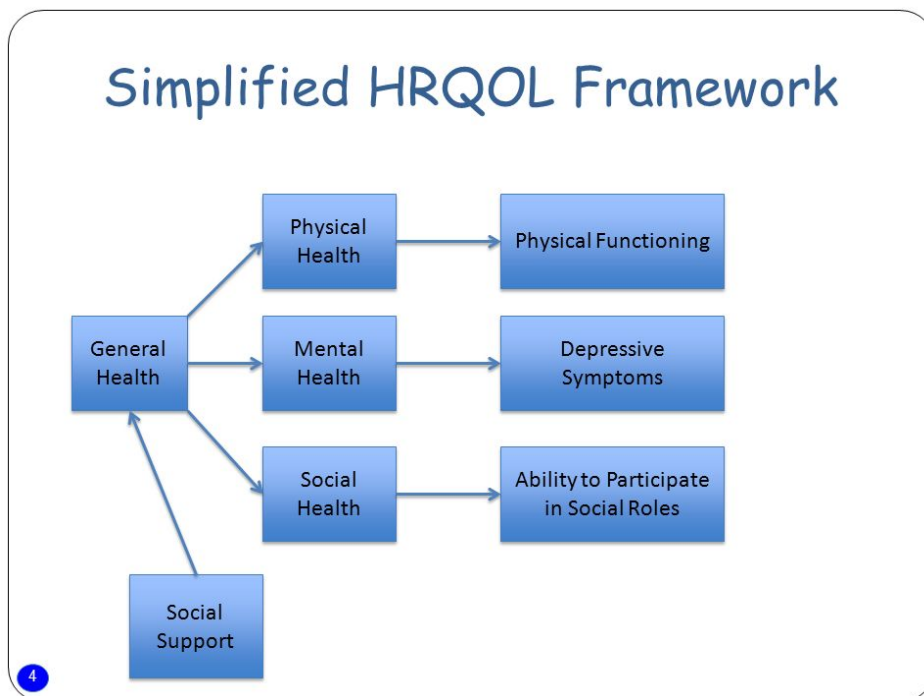 Simplified HRQOL Framework
Physical
Health
Physical Functioning
General
Health
Mental
Health
Depressive
Symptoms
Social
Health
Ability to Participate
in Social Roles
Social
Support
4